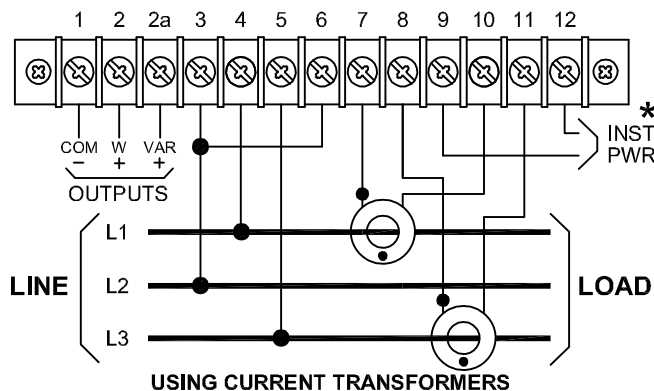 1 2 2a 3 4 5 6 7 8 9 10 11 12
COM W VAR
− + +
OUTPUTS
*
INST
PWR
L1
LINE L2 LOAD
L3
USING CURRENT TRANSFORMERS